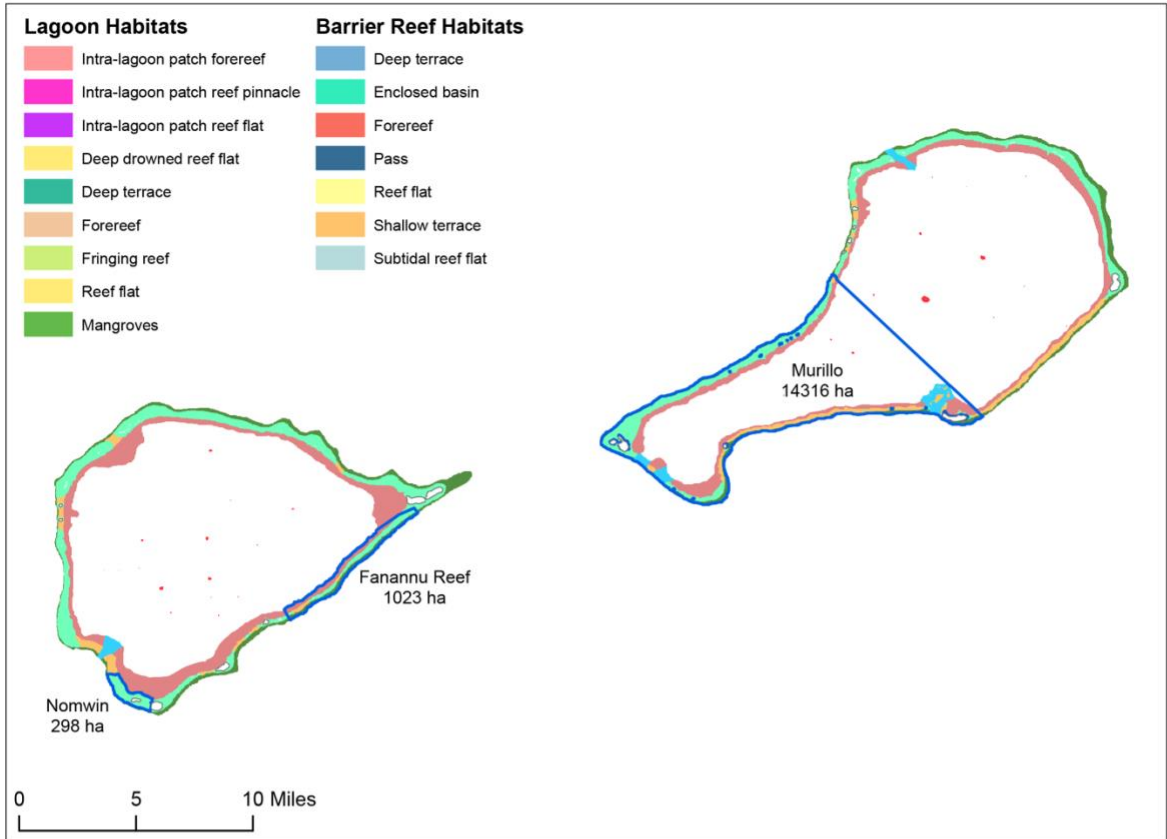 Lagoon Habitats
Intra-lagoon patch forereef
Intra-lagoon patch reef pinnacle
Intra-lagoon patch reef flat
Deep drowned reef flat
Deep terrace
Forereef
Fringing reef
Reef flat
Mangroves
Barrier Reef Habitats
Deep terrace
Enclosed basin
Forereef
Pass
Reef flat
Shallow terrace
Subtidal reef flat
Murillo
14316 ha
Fanannu Reef
1023 ha
Nomwin
298 ha
0 5 10 Miles